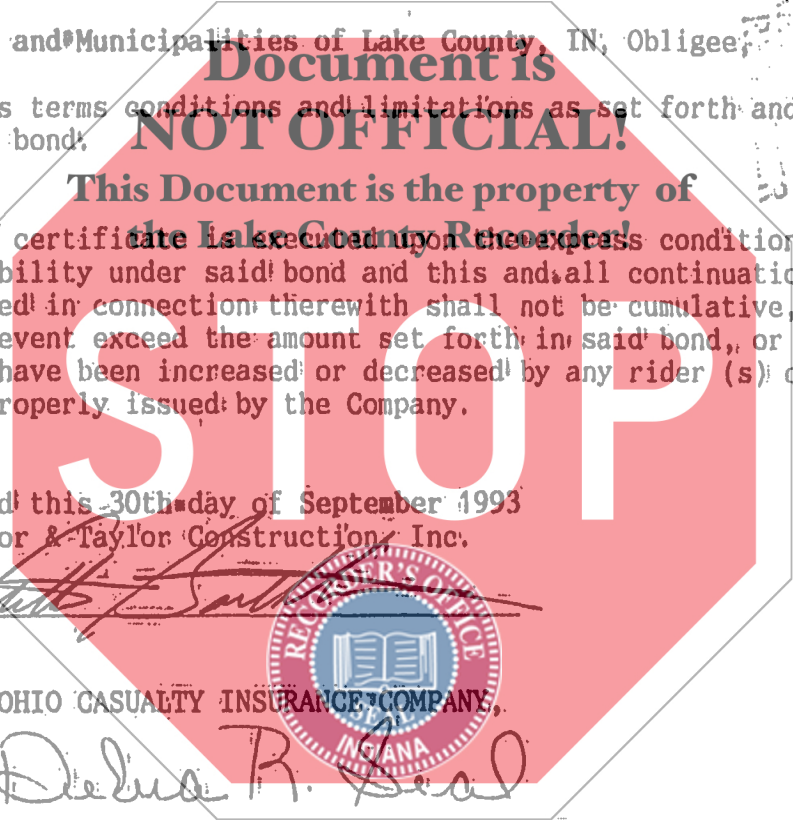 and Municipalities of Lake County, IN, Obligee,
Document is
s terms conditions and limitations as set forth and
NOT OFFICIAL!
bond.
This Document is the property of
the Lake County Recorder!
certificate is executed upon the express condition
bility under said bond and this and all continuatio
ed in connection therewith shall not be cumulative,
event exceed the amount set forth in said bond, or
have been increased or decreased by any rider (s) o
roperly issued by the Company.
STOP
d this 30th day of September 1993
or & Taylor Construction, Inc.
RECORDER'S OFFICE
SEAL
INDIANA
OHIO CASUALTY INSURANCE COMPANY,
Debra R. Seal